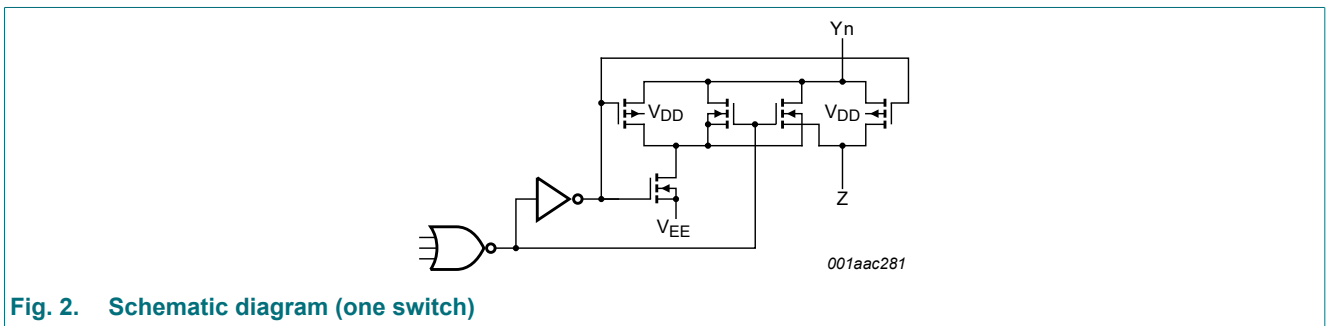 Yn
VDD
VDD
Z
VEE
001aac281
Fig. 2. Schematic diagram (one switch)